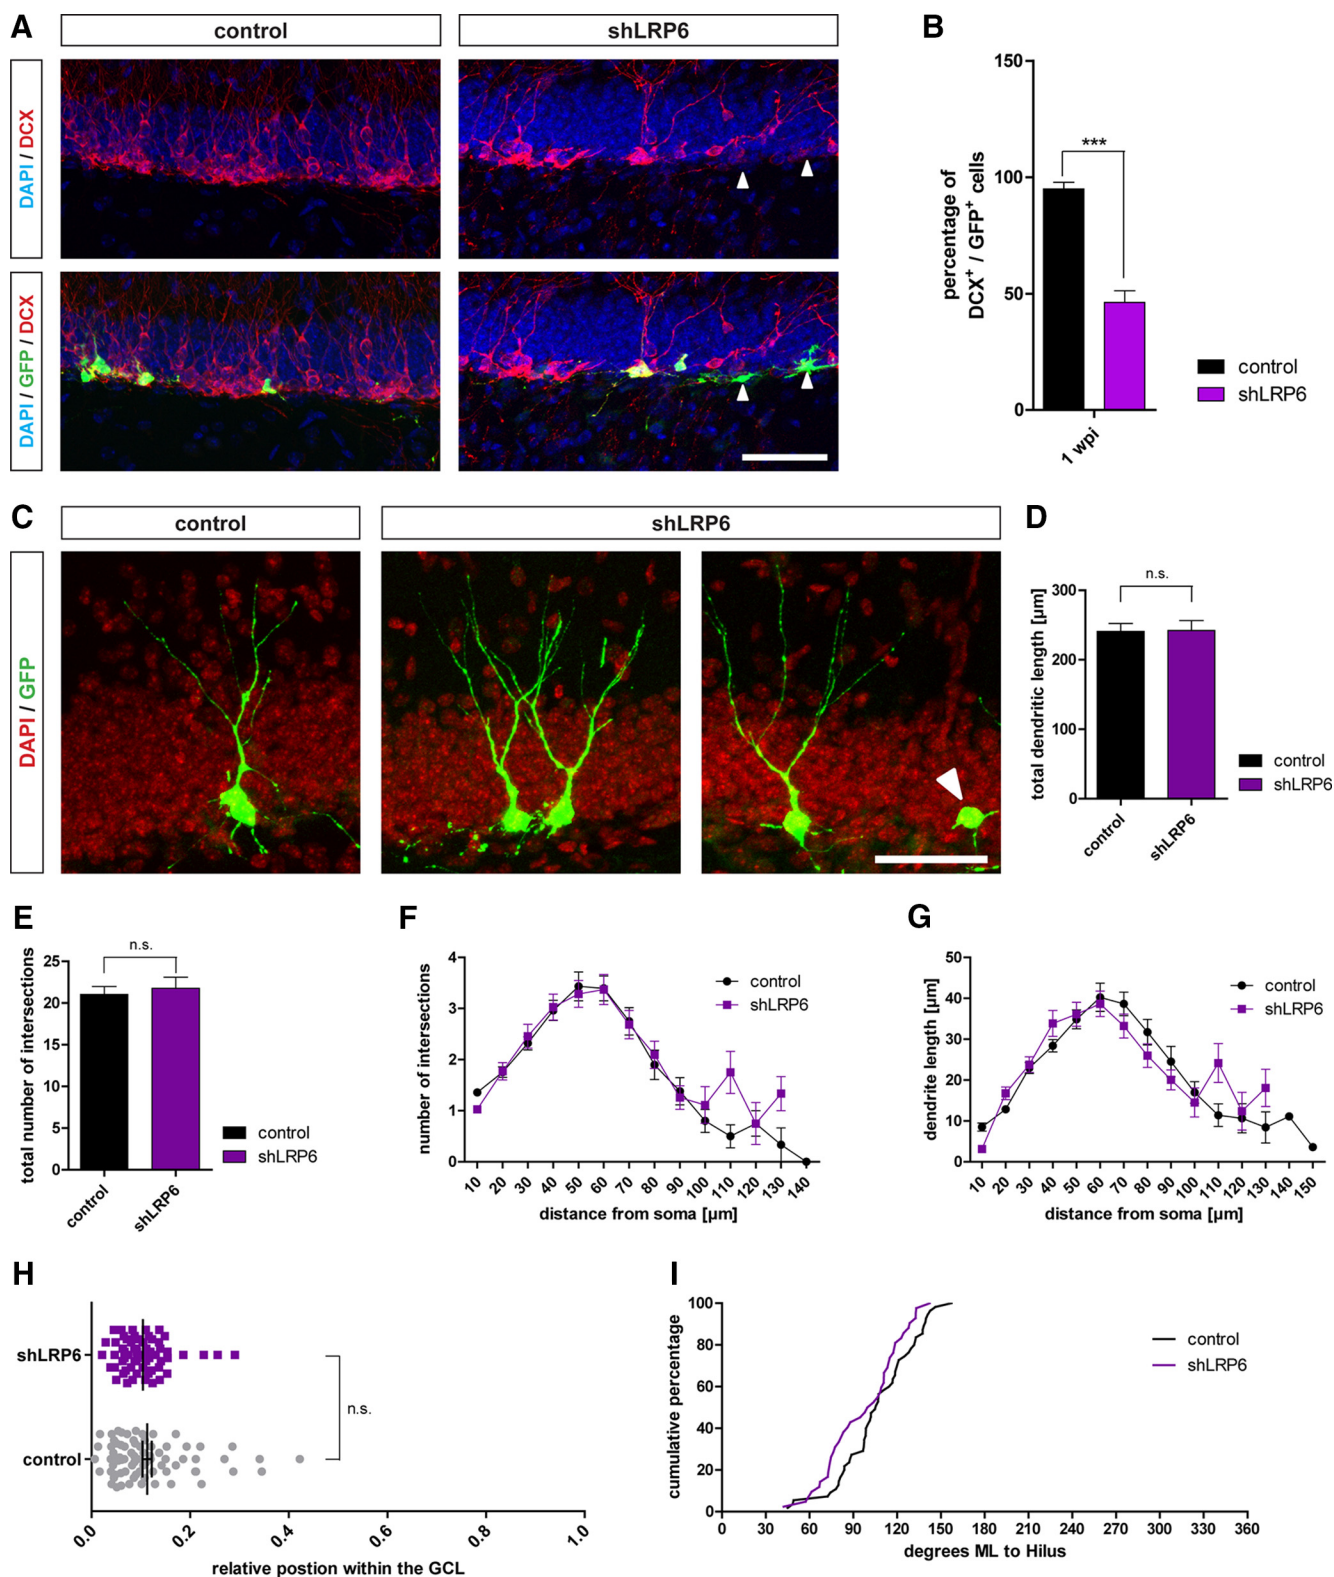 A
control
shLRP6
DAPI / DCX
DAPI / GFP / DCX
B
percentage of
DCX+ / GFP+ cells
150
100
50
0
***
1 wpi
control
shLRP6
C
control
shLRP6
DAPI / GFP
D
total dendritic length [µm]
300
200
100
0
n.s.
control
shLRP6
control
shLRP6
E
total number of intersections
25
20
15
10
5
0
n.s.
control
shLRP6
control
shLRP6
F
number of intersections
4
3
2
1
0
control
shLRP6
10 20 30 40 50 60 70 80 90 100 110 120 130 140
distance from soma [µm]
G
dendrite length [µm]
50
40
30
20
10
0
control
shLRP6
10 20 30 40 50 60 70 80 90 100 110 120 130 140 150
distance from soma [µm]
H
shLRP6
control
n.s.
0.0 0.2 0.4 0.6 0.8 1.0
relative postion within the GCL
I
cumulative percentage
100
80
60
40
20
0
control
shLRP6
0 30 60 90 120 150 180 210 240 270 300 330 360
degrees ML to Hilus